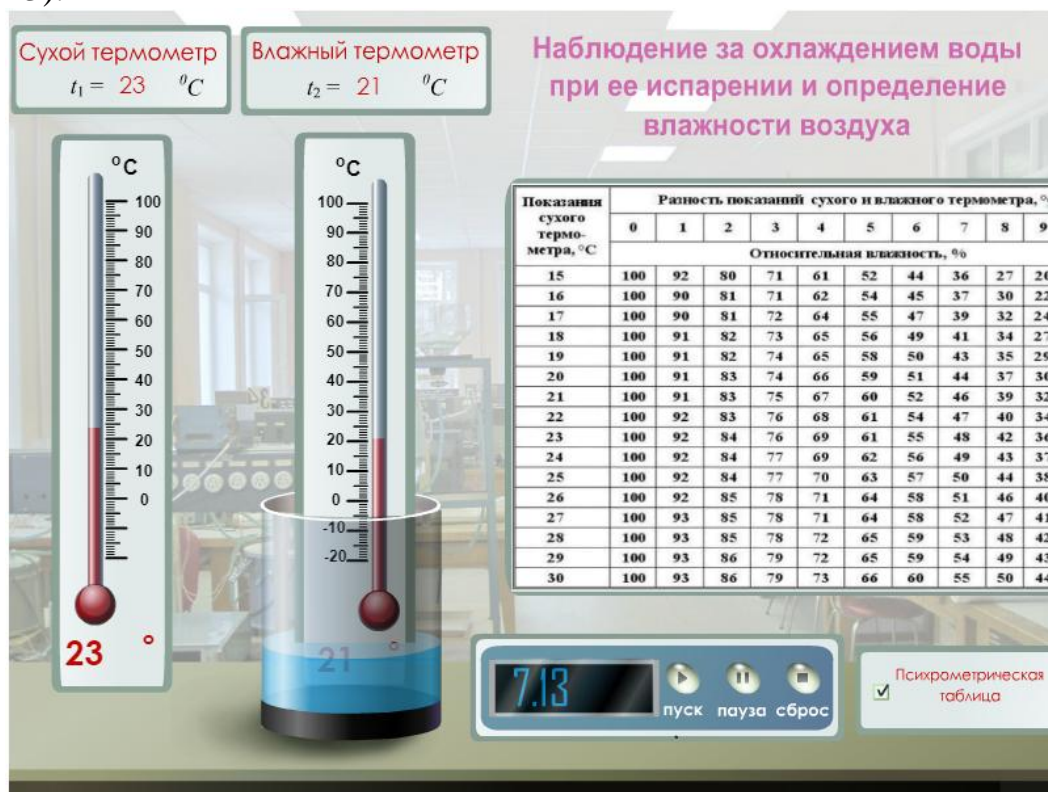 Сухой термометр
t₁ = 23 ⁰C
Влажный термометр
t₂ = 21 ⁰C
Наблюдение за охлаждением воды
при ее испарении и определение
влажности воздуха
°C
100
90
80
70
60
50
40
30
20
10
0
23 °
°C
100
90
80
70
60
50
40
30
20
10
0
-10
-20
21 °
Показания сухого термо-метра, °C
Разность показаний сухого и влажного термометра, °
0 1 2 3 4 5 6 7 8 9
Относительная влажность, %
15 100 92 80 71 61 52 44 36 27 20
16 100 90 81 71 62 54 45 37 30 22
17 100 90 81 72 64 55 47 39 32 24
18 100 91 82 73 65 56 49 41 34 27
19 100 91 82 74 65 58 50 43 35 29
20 100 91 83 74 66 59 51 44 37 30
21 100 91 83 75 67 60 52 46 39 32
22 100 92 83 76 68 61 54 47 40 34
23 100 92 84 76 69 61 55 48 42 36
24 100 92 84 77 69 62 56 49 43 37
25 100 92 84 77 70 63 57 50 44 38
26 100 92 85 78 71 64 58 51 46 40
27 100 93 85 78 71 64 58 52 47 41
28 100 93 85 78 72 65 59 53 48 42
29 100 93 86 79 72 65 59 54 49 43
30 100 93 86 79 73 66 60 55 50 44
7.13
пуск пауза сброс
Психрометрическая
таблица